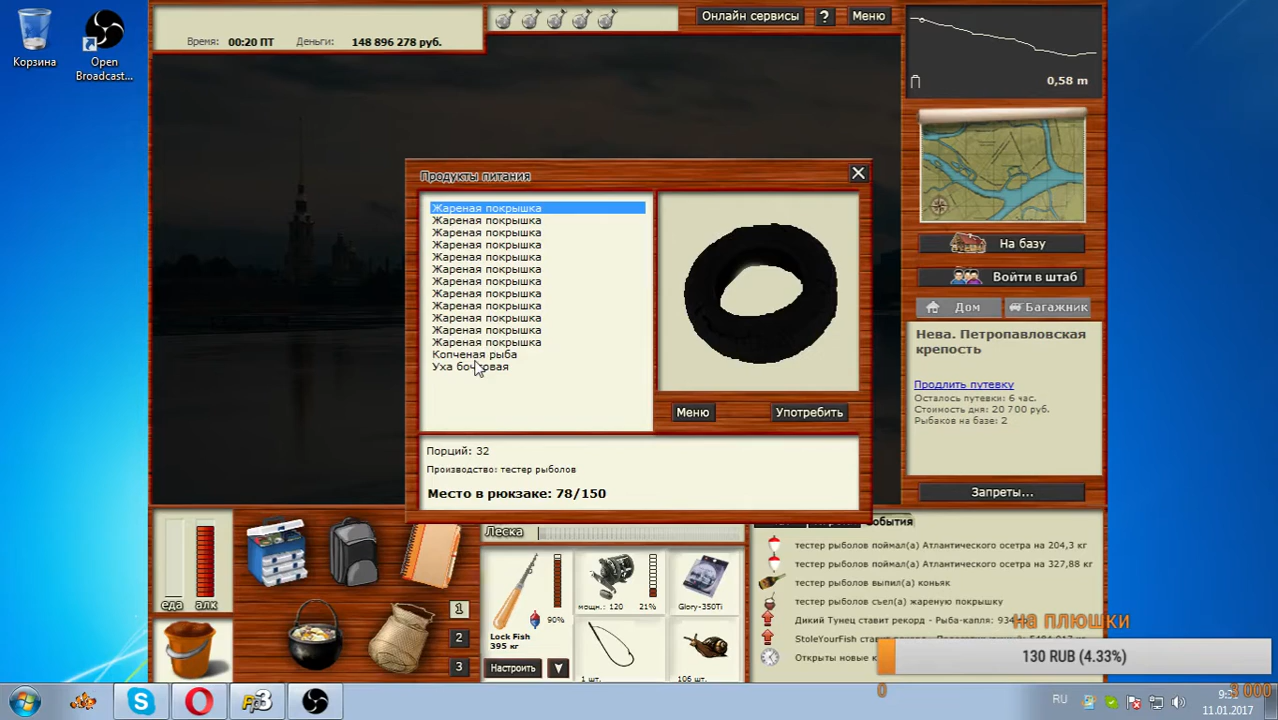 Корзина
Open
Broadcast...
Время: 00:20 ПТ Деньги: 148 896 278 руб.
Онлайн сервисы ? Меню
0,58 m
На базу
Войти в штаб
Дом Багажник
Нева. Петропавловская
крепость
Продлить путевку
Осталось путевки: 6 час.
Стоимость дня: 20 700 руб.
Рыбаков на базе: 2
Запреты...
Продукты питания
Жареная покрышка
Жареная покрышка
Жареная покрышка
Жареная покрышка
Жареная покрышка
Жареная покрышка
Жареная покрышка
Жареная покрышка
Жареная покрышка
Жареная покрышка
Жареная покрышка
Жареная покрышка
Копченая рыба
Уха бочковая
Меню Употребить
Порций: 32
Производство: тестер рыболов
Место в рюкзаке: 78/150
еда алк
1
2
3
Леска
90%
Lock Fish
395 кг
Настроить
мощн.: 120 21%
Glory-350Ti
1 шт.
106 шт.
События
тестер рыболов поймал(а) Атлантического осетра на 204,3 кг
тестер рыболов поймал(а) Атлантического осетра на 327,88 кг
тестер рыболов выпил(а) коньяк
тестер рыболов съел(а) жареную покрышку
Дикий Тунец ставит рекорд - Рыба-капля: 934
StoleYourFish ставит
Открыты новые
на плюшки
130 RUB (4.33%)
0
3 000
RU
11.01.2017